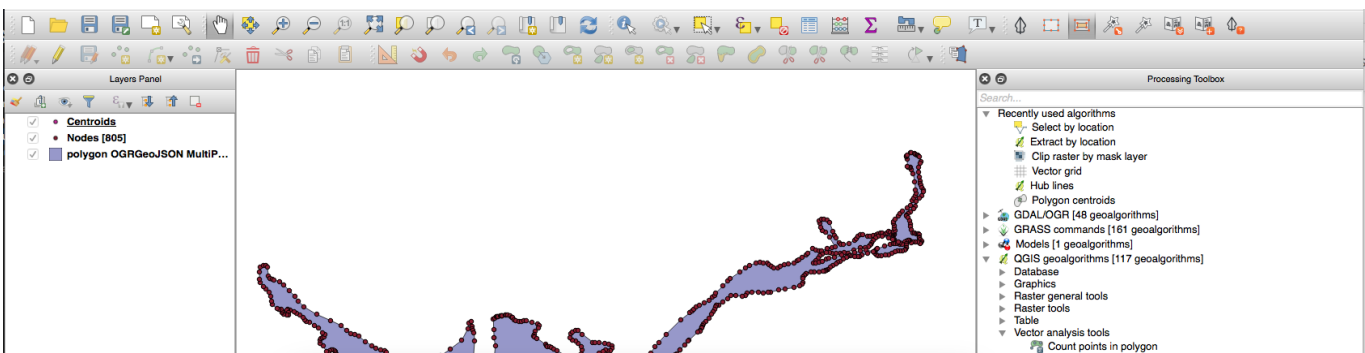 Layers Panel
Centroids
Nodes [805]
polygon OGRGeoJSON MultiP...
Processing Toolbox
Search...
Recently used algorithms
Select by location
Extract by location
Clip raster by mask layer
Vector grid
Hub lines
Polygon centroids
GDAL/OGR [48 geoalgorithms]
GRASS commands [161 geoalgorithms]
Models [1 geoalgorithms]
QGIS geoalgorithms [117 geoalgorithms]
Database
Graphics
Raster general tools
Raster tools
Table
Vector analysis tools
Count points in polygon